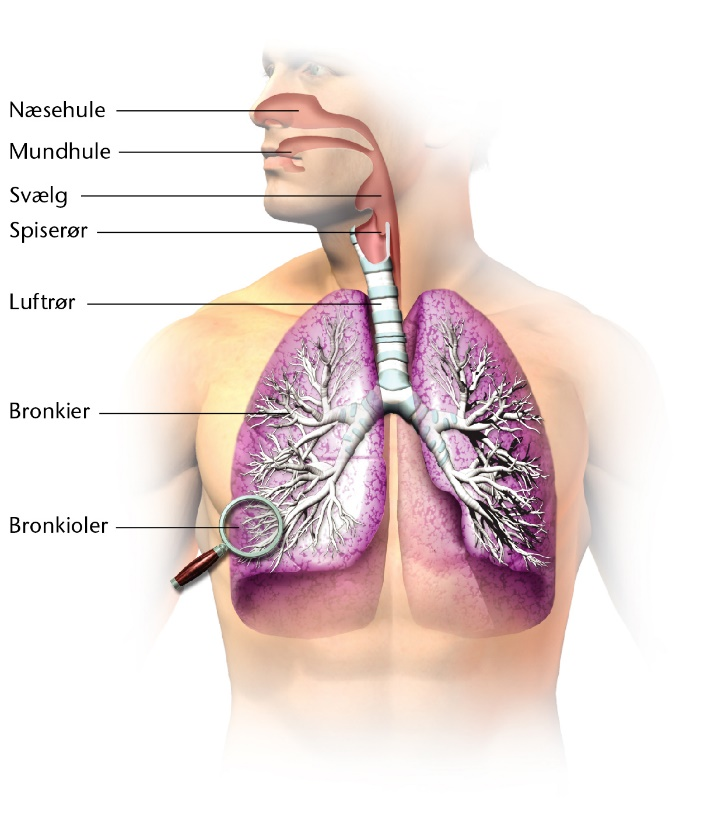 Næsehule
Mundhule
Svælg
Spiserør
Luftrør
Bronkier
Bronkioler